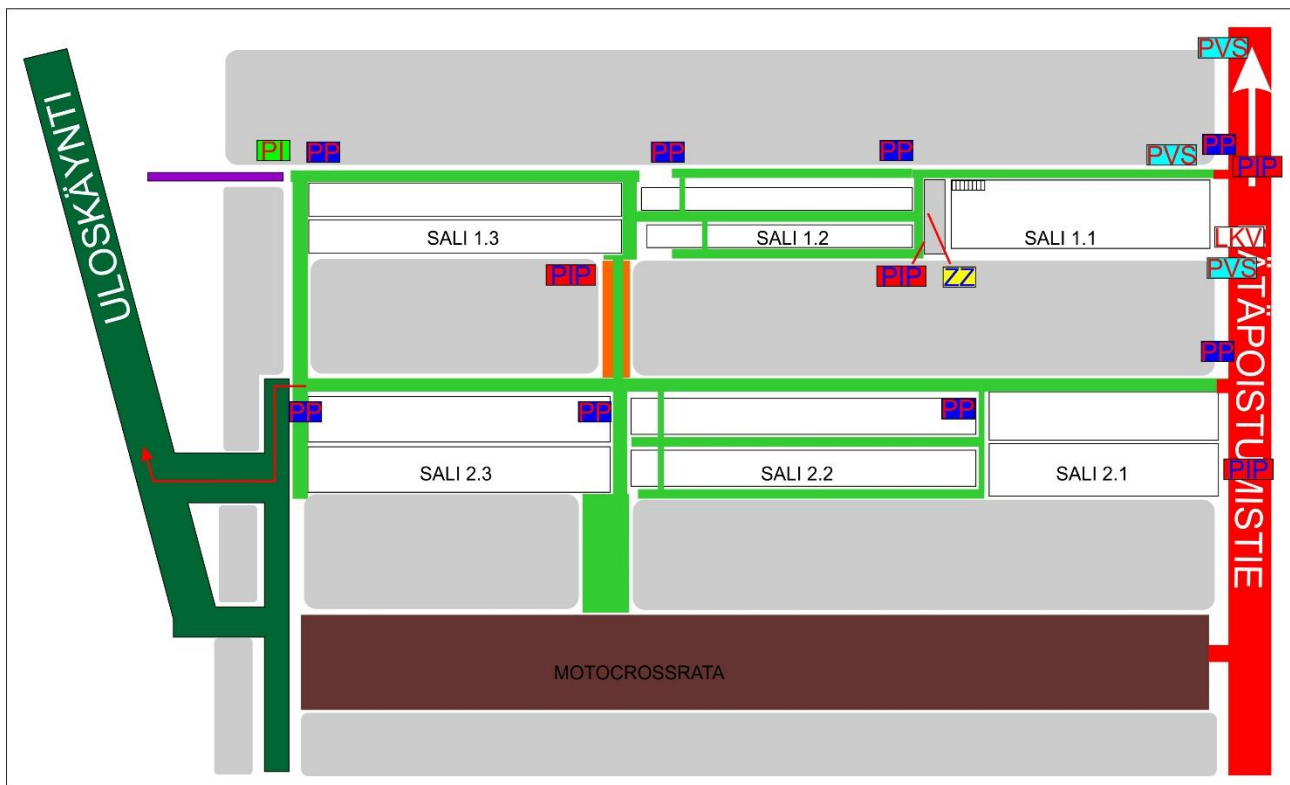 PVS
ULOSKÄYNTI
PI
PP
PP
PP
PVS
PP
PIP
SALI 1.3
SALI 1.2
SALI 1.1
LKV
HÄTÄPOISTUMISTIE
PIP
PIP
ZZ
PVS
PP
PP
PP
PP
SALI 2.3
SALI 2.2
SALI 2.1
PIP
MOTOCROSSRATA